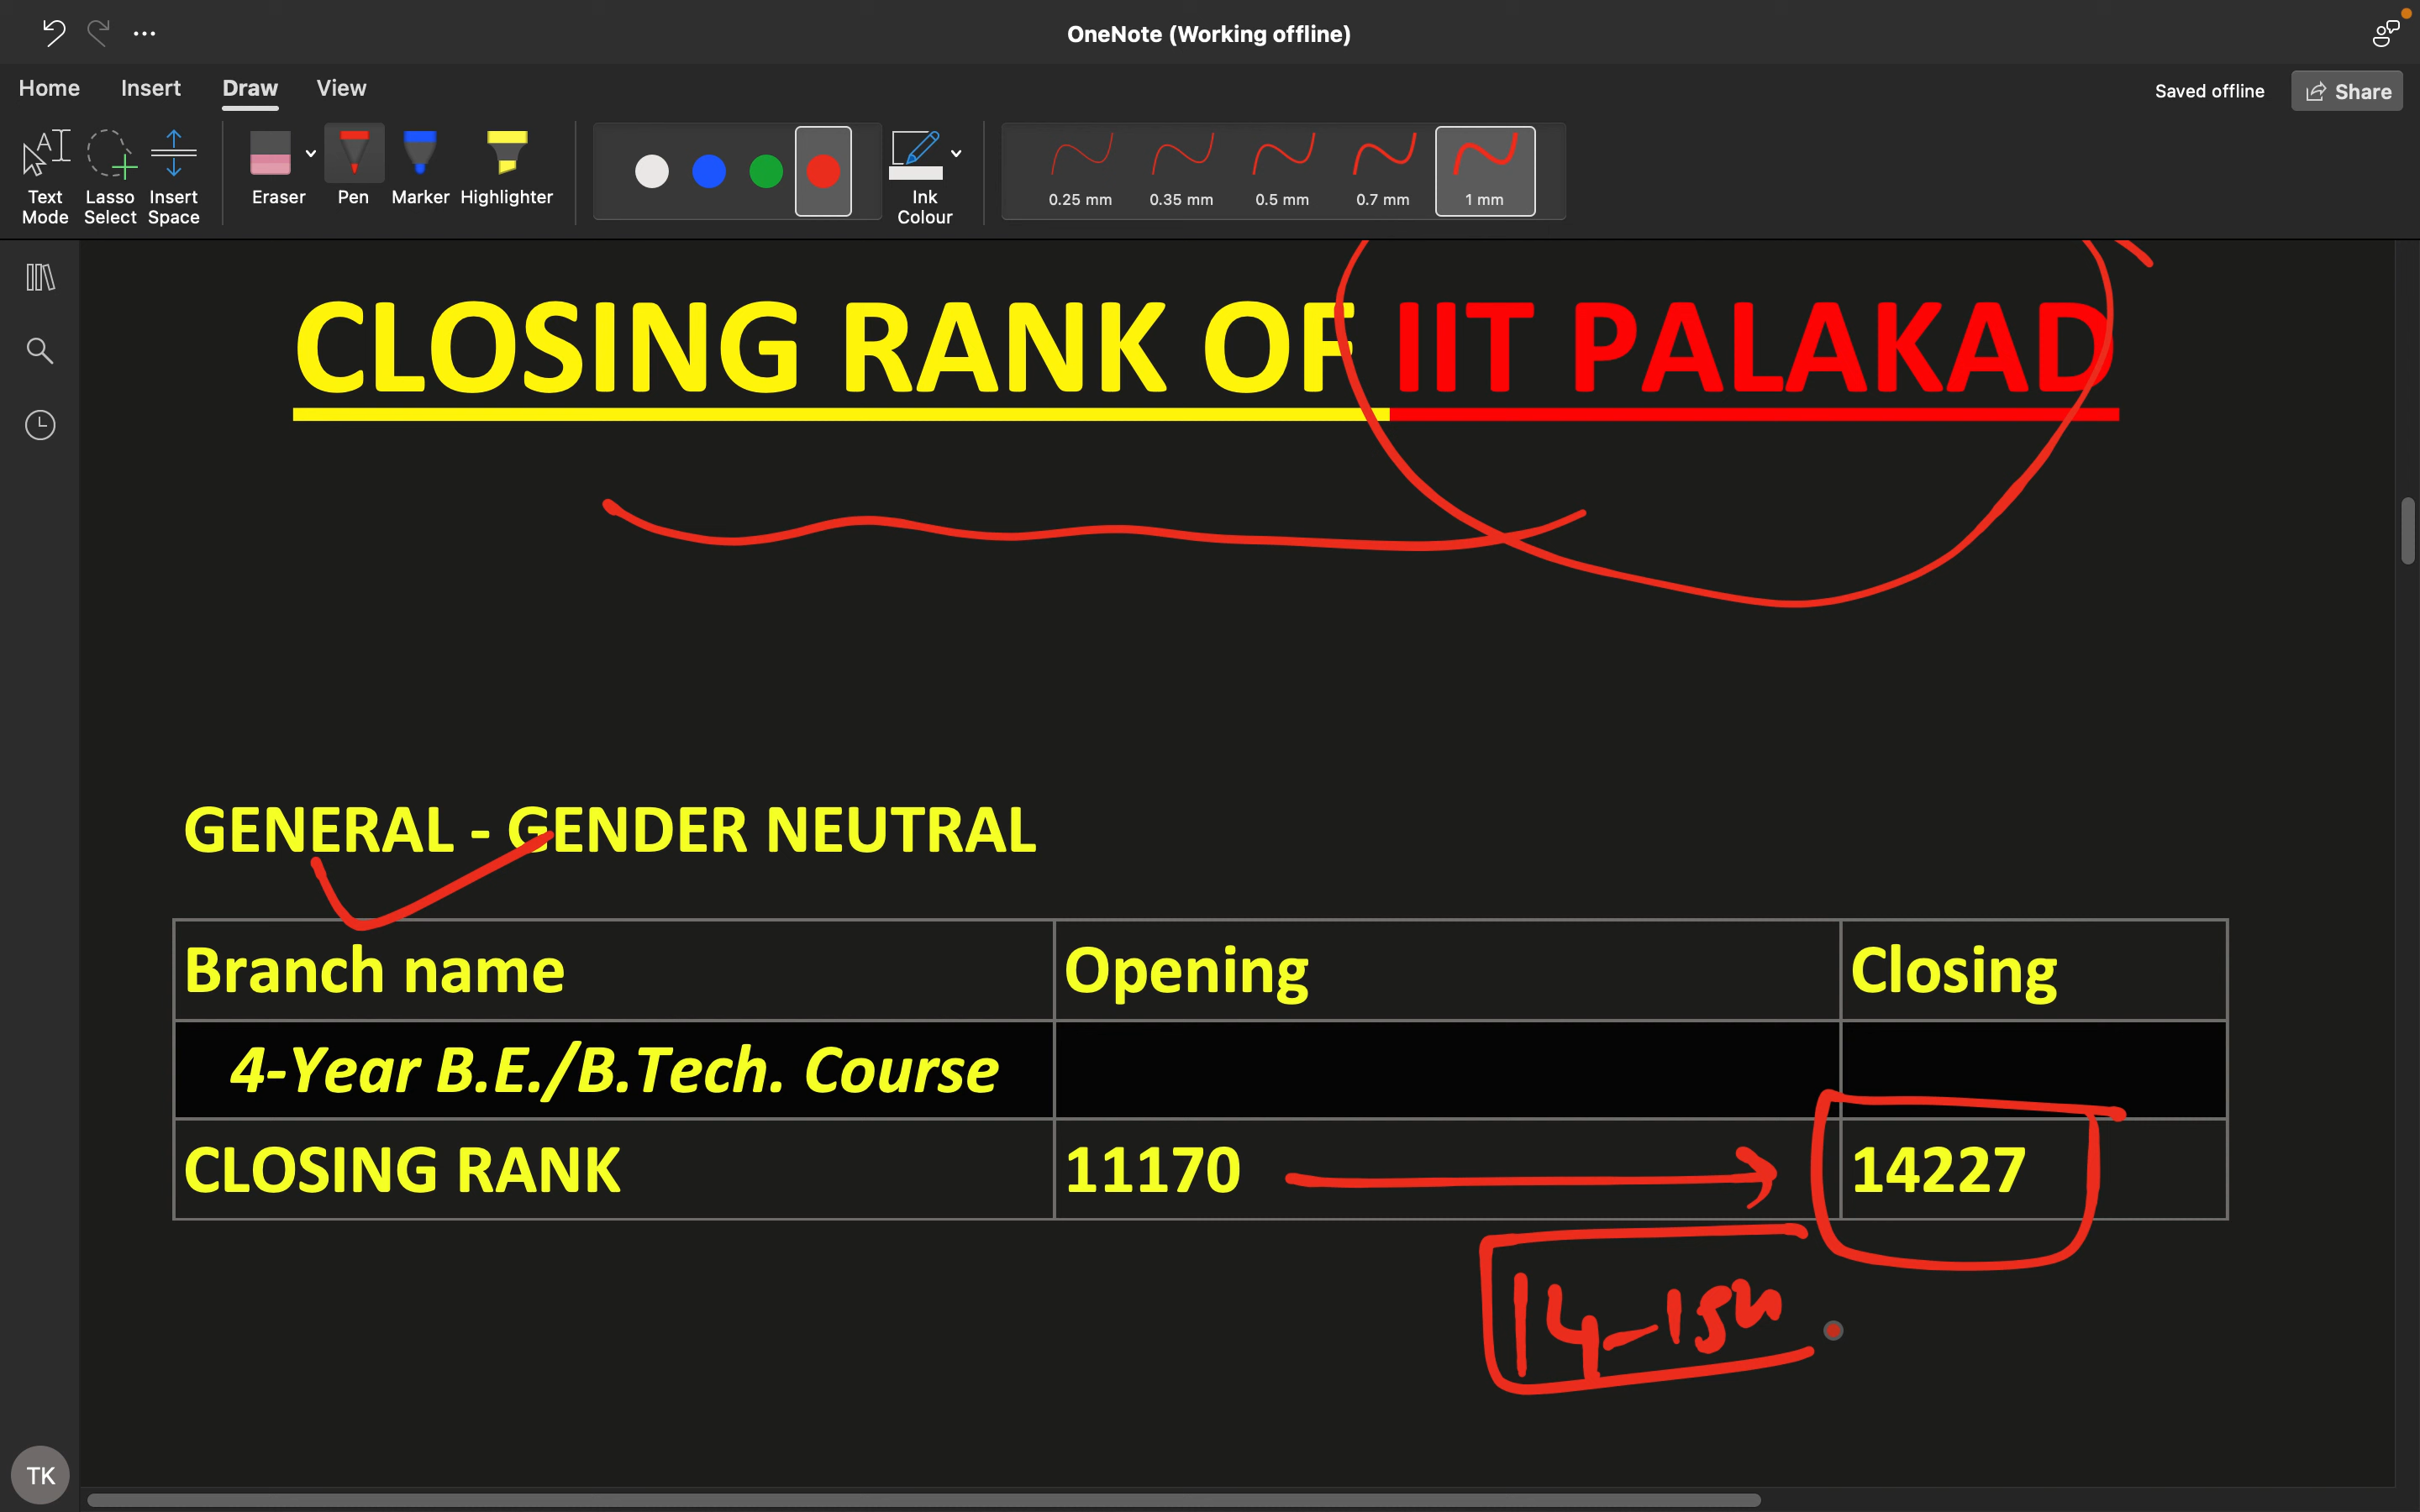 OneNote (Working offline)
Home Insert Draw View
Saved offline Share
Text Mode
Lasso Select
Insert Space
Eraser
Pen
Marker
Highlighter
Ink Colour
0.25 mm 0.35 mm 0.5 mm 0.7 mm 1 mm
CLOSING RANK OF IIT PALAKAD
GENERAL - GENDER NEUTRAL
Branch name Opening Closing
4-Year B.E./B.Tech. Course
CLOSING RANK 11170 14227
14-15
TK